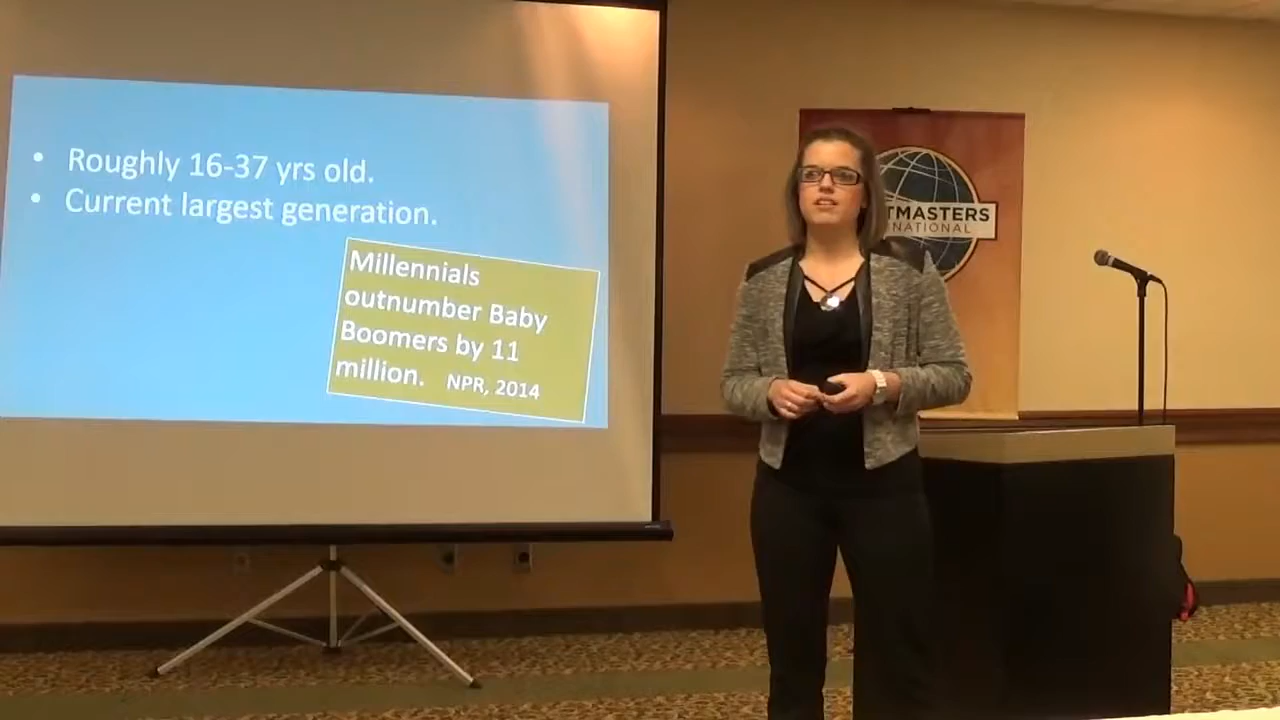 • Roughly 16-37 yrs old.
• Current largest generation.
Millennials
outnumber Baby
Boomers by 11
million. NPR, 2014
TMASTERS
NATIONAL